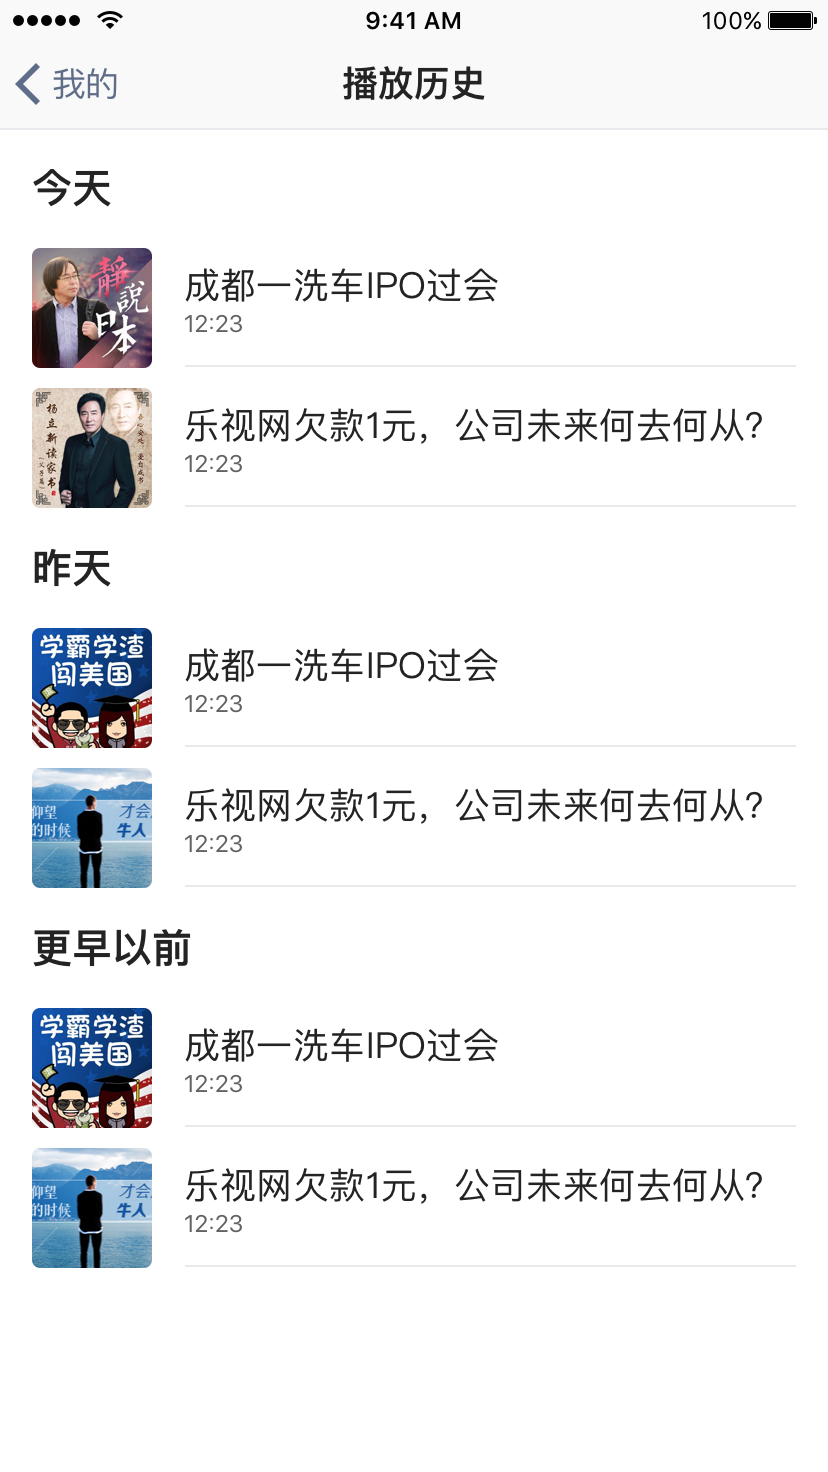 9:41 AM
100%
我的
播放历史
今天
靜
說
日本
成都一洗车IPO过会
12:23
杨立新读家书
(父子篇)
乐视网欠款1元，公司未来何去何从?
12:23
昨天
学霸学渣
闯美国
成都一洗车IPO过会
12:23
仰望
才会
的时候
牛人
乐视网欠款1元，公司未来何去何从?
12:23
更早以前
学霸学渣
闯美国
成都一洗车IPO过会
12:23
仰望
才会
的时候
牛人
乐视网欠款1元，公司未来何去何从?
12:23